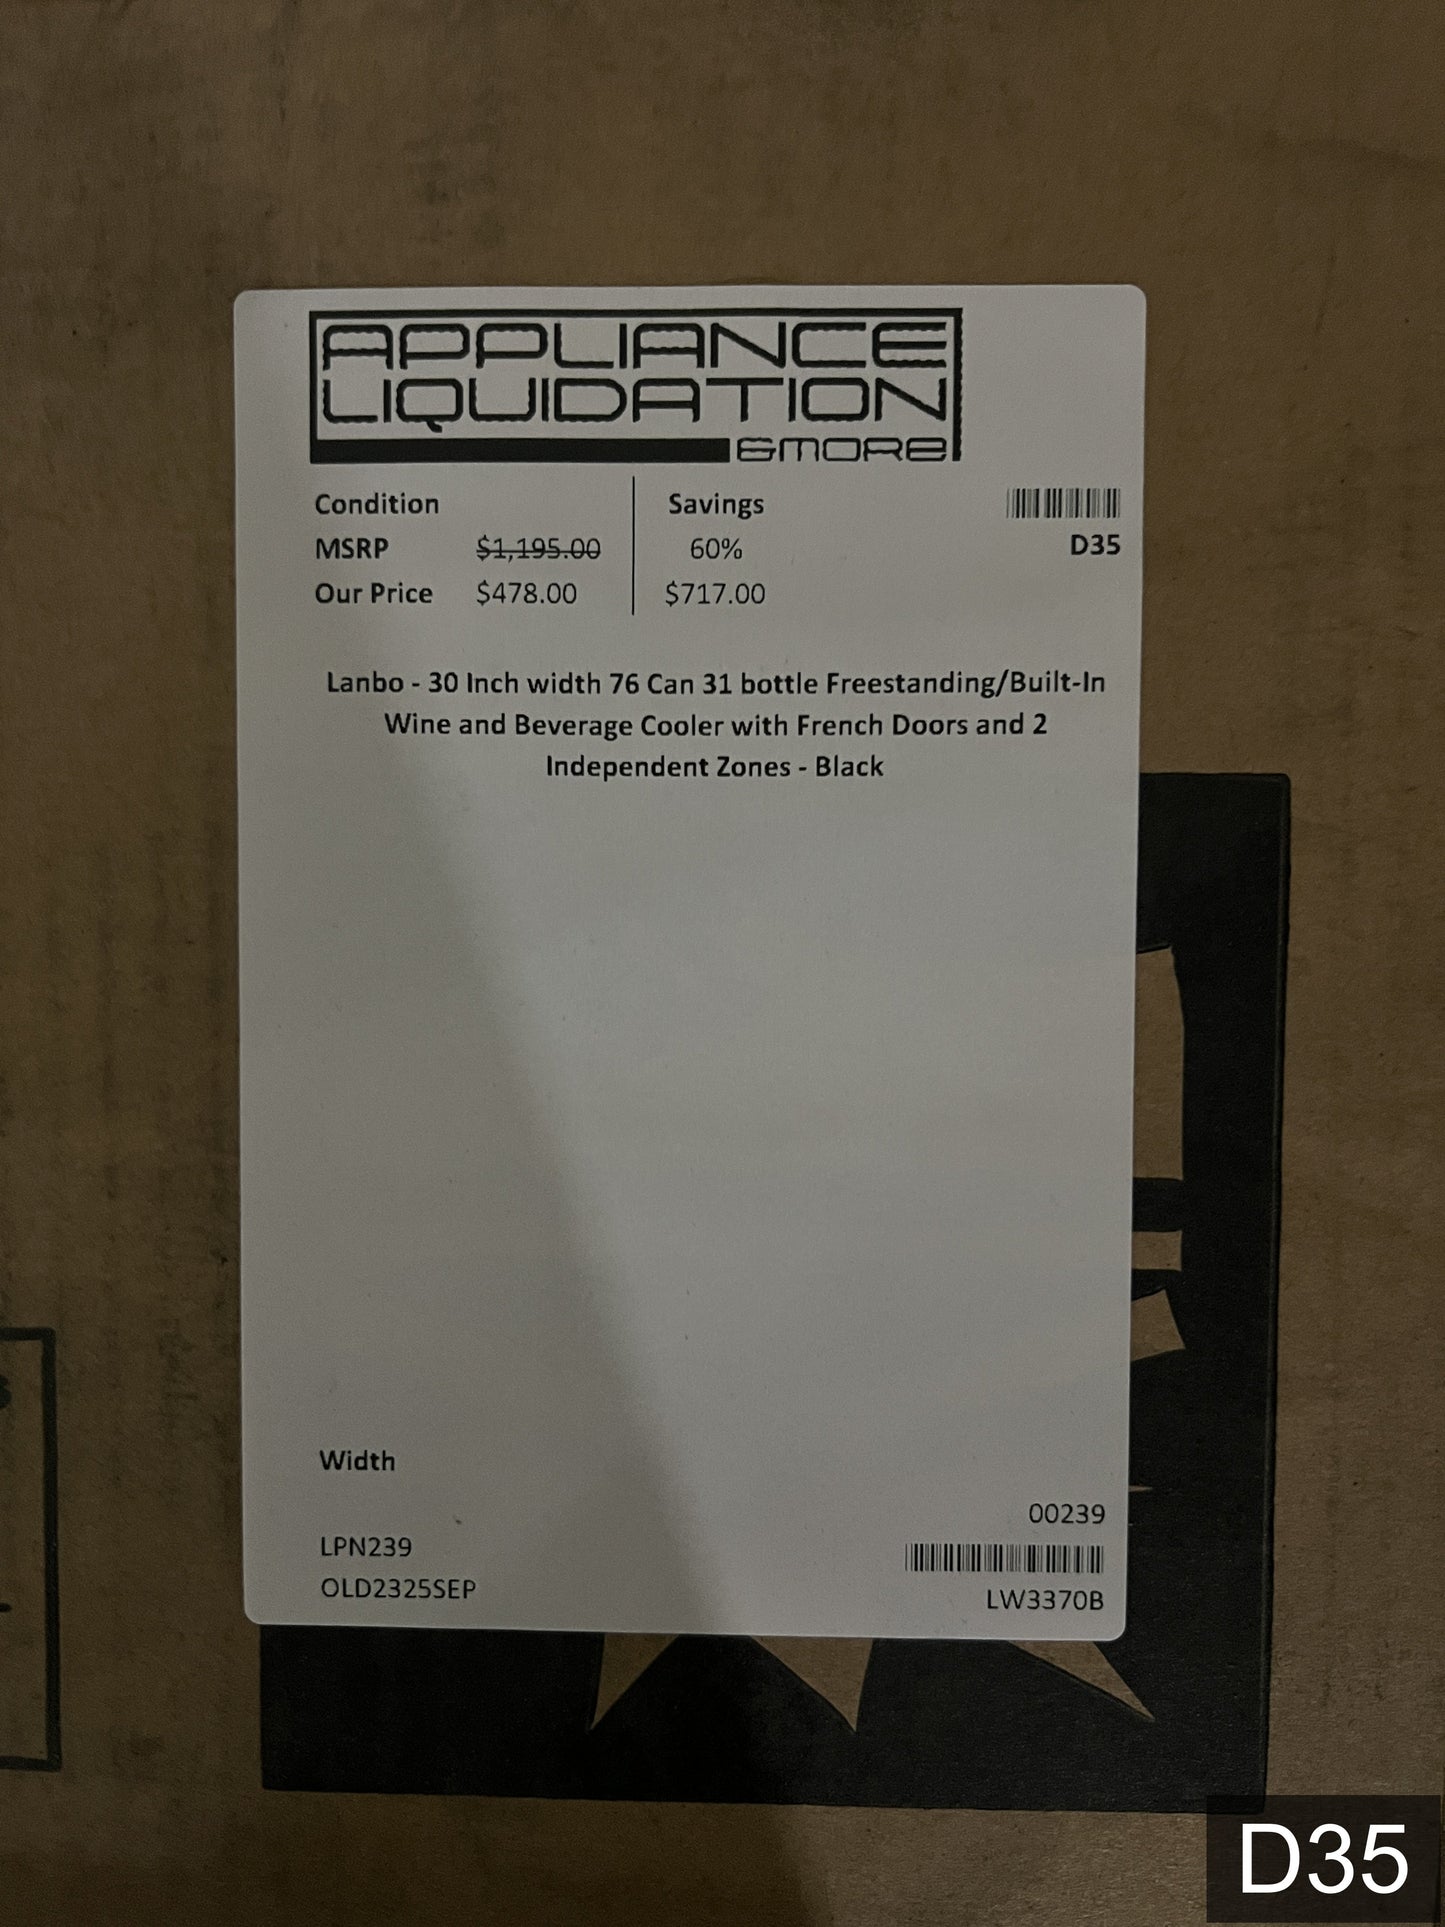 APPLIANCE
LIQUIDATION
&MORE
Condition
MSRP $1,195.00
Our Price $478.00
Savings
60%
$717.00
D35
Lanbo - 30 Inch width 76 Can 31 bottle Freestanding/Built-In
Wine and Beverage Cooler with French Doors and 2
Independent Zones - Black
Width
LPN239
OLD2325SEP
00239
LW3370B
D35